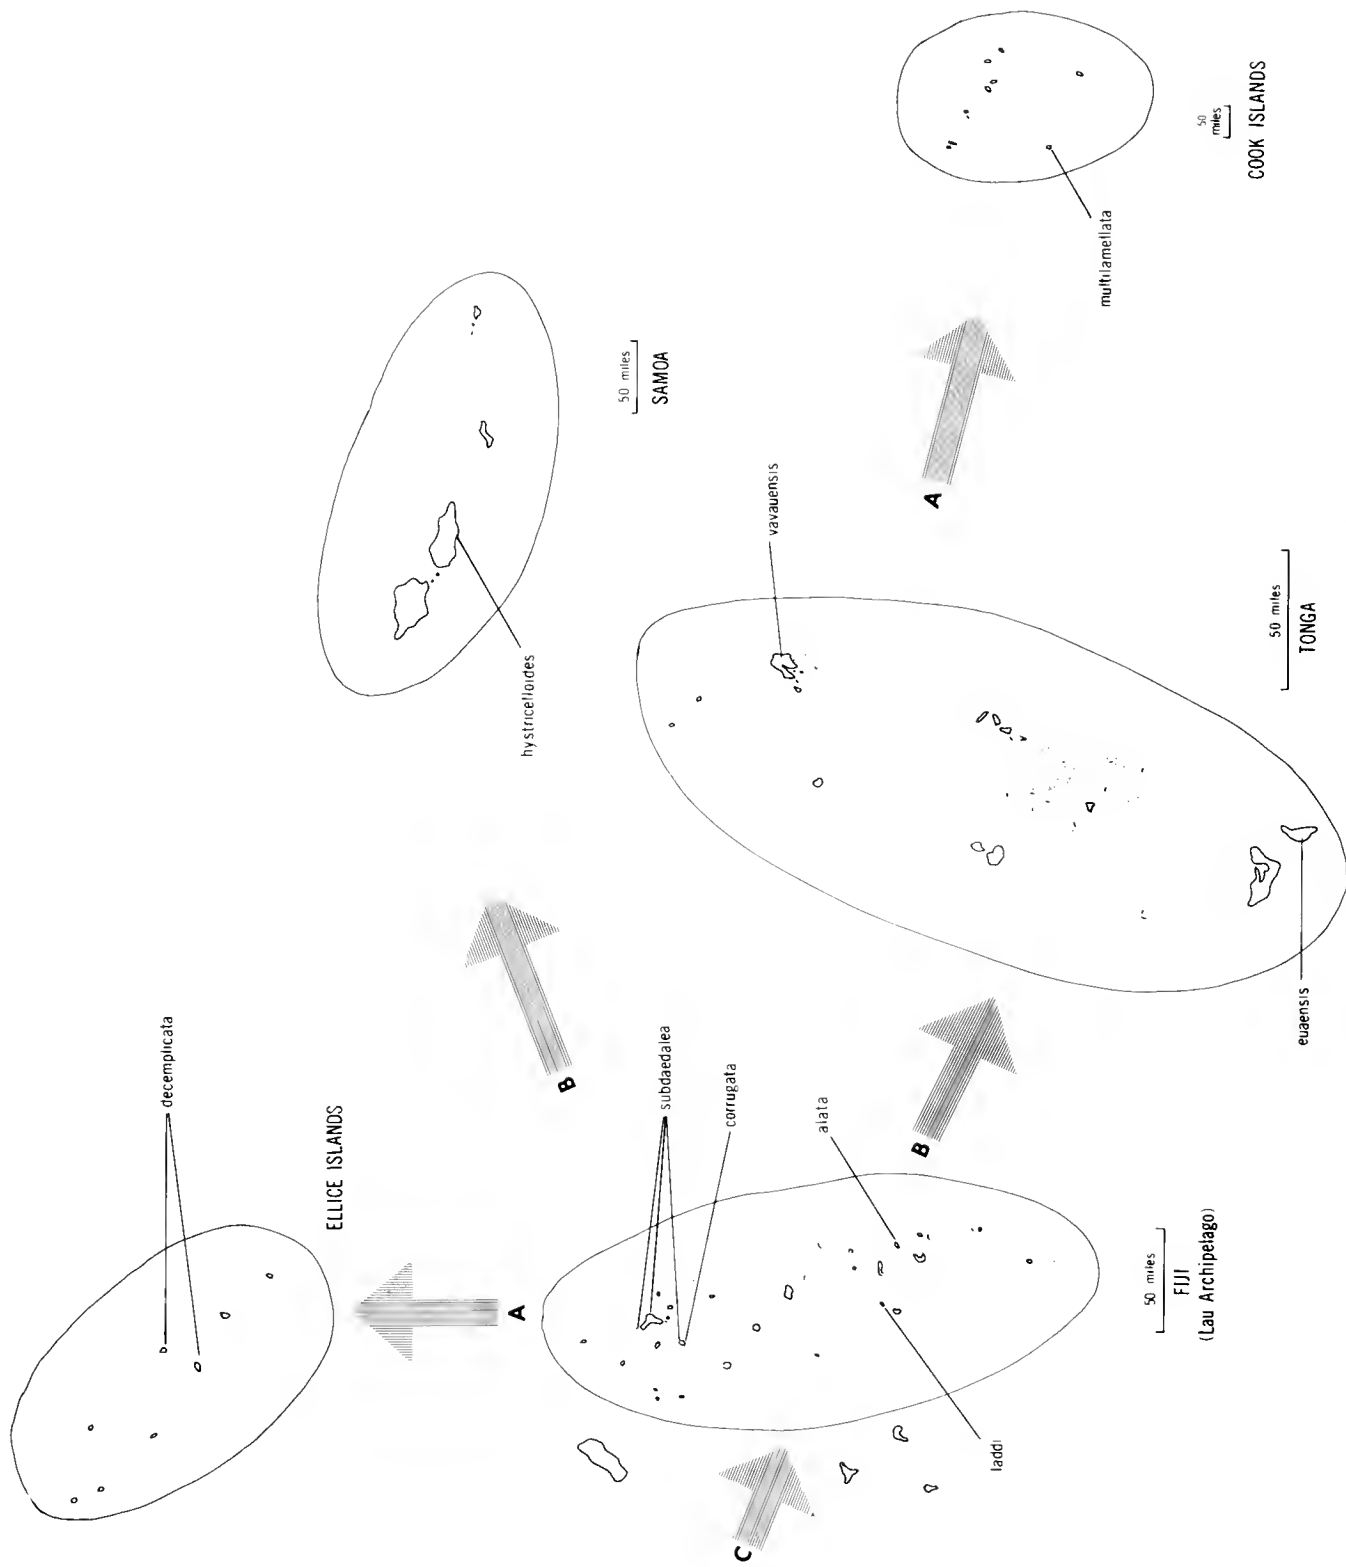 decemplicata
ELLICE ISLANDS
A
hystricelloides
50 miles
SAMOA
B
subdaedalea
corrugata
alata
laddi
50 miles
FIJI
(Lau Archipelago)
C
B
vavauensis
euaensis
50 miles
TONGA
A
multilamellata
50
miles
COOK ISLANDS